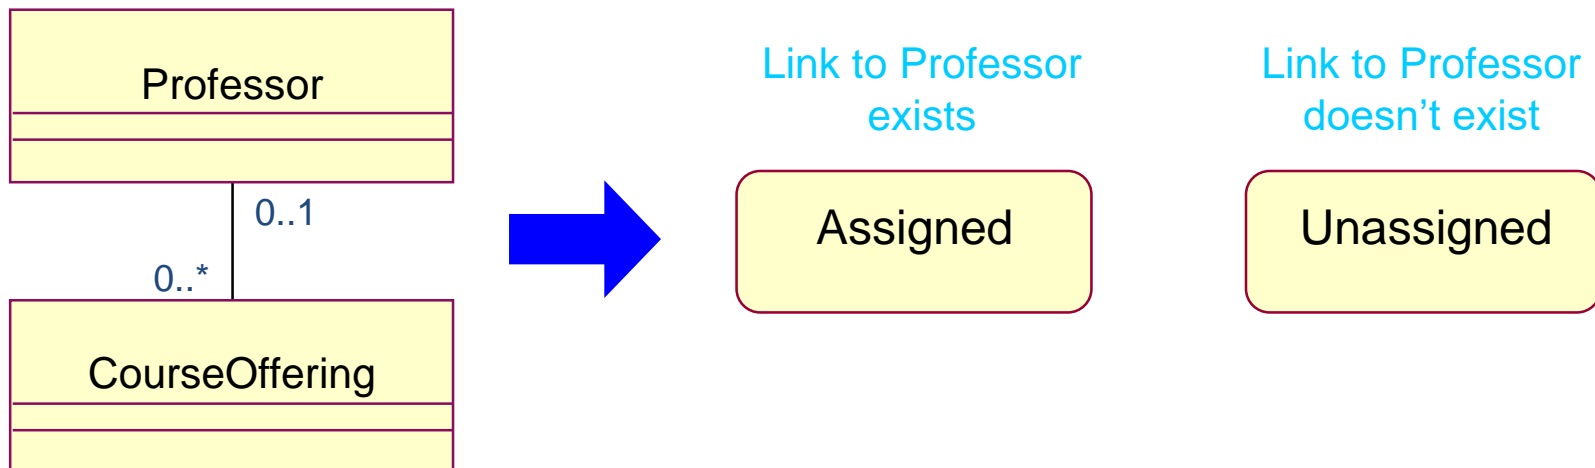 Professor
0..1
0..*
CourseOffering
Link to Professor
exists
Assigned
Link to Professor
doesn’t exist
Unassigned